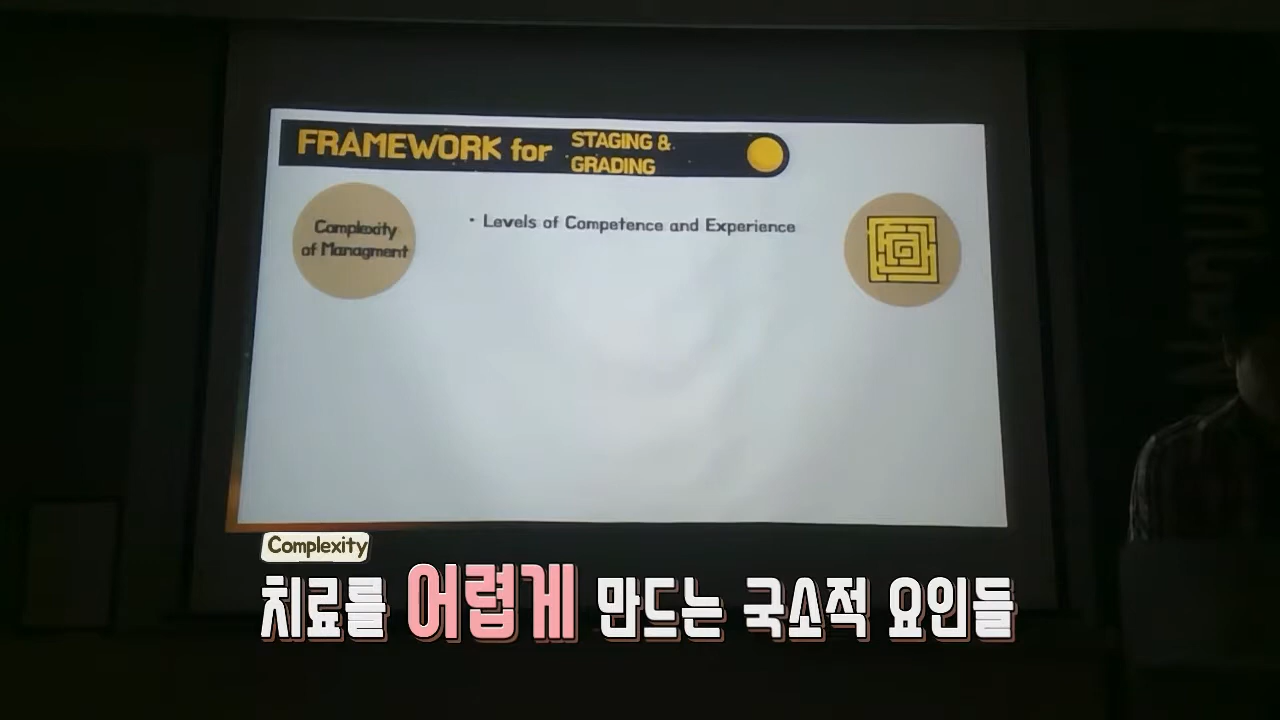 FRAMEWORK for STAGING &
GRADING
Complexity
of Managment
• Levels of Competence and Experience
Complexity
치료를 어렵게 만드는 국소적 요인들